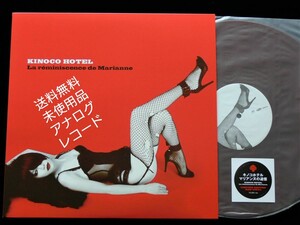 KINOCO HOTEL
La réminiscence de Marianne
送料無料
未使用品
アナログ
レコード
キノコホテル
マリアンヌの追憶